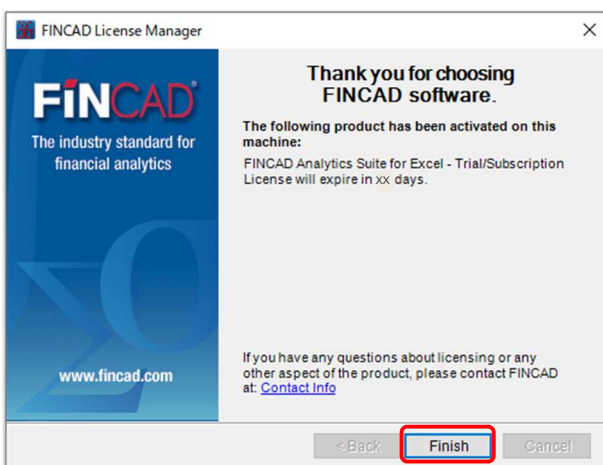 FINCAD License Manager
FINCAD®
The industry standard for
financial analytics
www.fincad.com
Thank you for choosing
FINCAD software.
The following product has been activated on this
machine:
FINCAD Analytics Suite for Excel - Trial/Subscription
License will expire in xx days.
If you have any questions about licensing or any
other aspect of the product, please contact FINCAD
at: Contact Info
< Back
Finish
Cancel